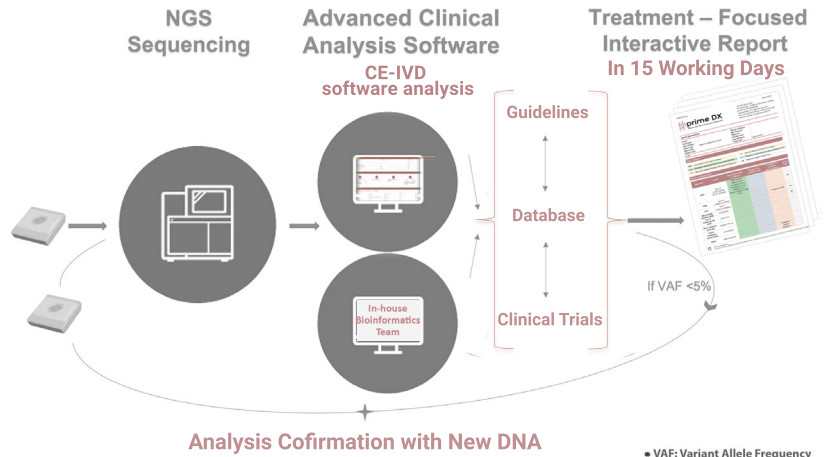 NGS
Sequencing
Advanced Clinical
Analysis Software
CE-IVD
software analysis
Treatment – Focused
Interactive Report
In 15 Working Days
Guidelines
Database
Clinical Trials
prime DX
In-house
Bioinformatics
Team
If VAF <5%
Analysis Cofirmation with New DNA
● VAF: Variant Allele Frequency